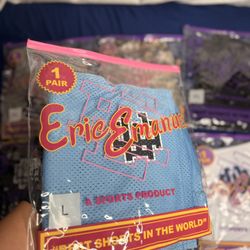 1
PAIR
Eric Emanuel
A SPORTS PRODUCT
L
"BEST SHORTS IN THE WORLD"